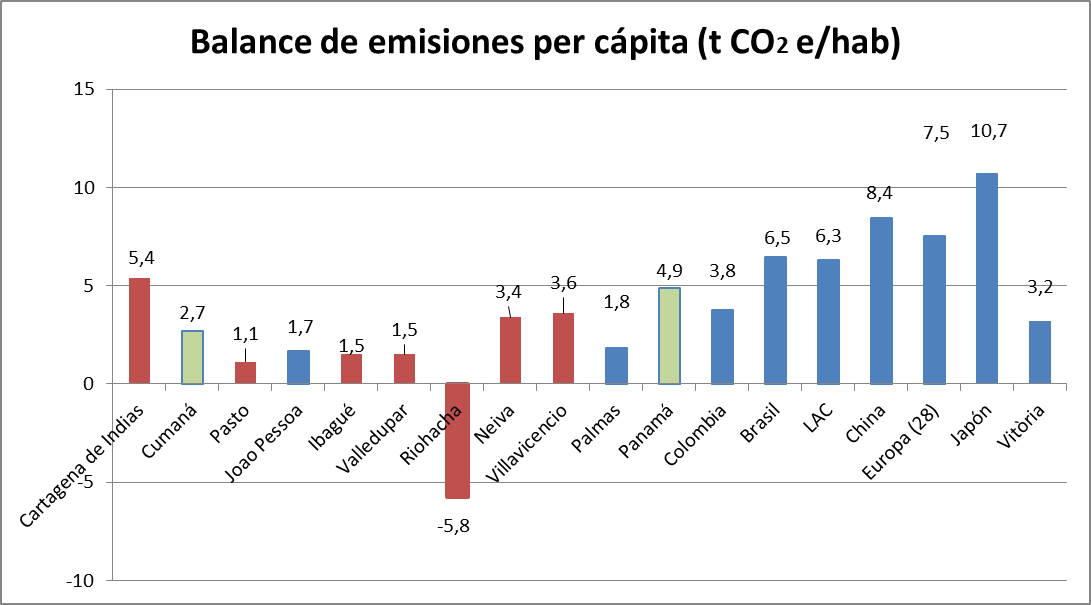 Balance de emisiones per cápita (t CO2 e/hab)
15
10
5
0
-5
-10
5,4
2,7
1,1
1,7
1,5
1,5
-5,8
3,4
3,6
1,8
4,9
3,8
6,5
6,3
8,4
7,5
10,7
3,2
Cartagena de Indias
Cumaná
Pasto
Joao Pessoa
Ibagué
Valledupar
Riohacha
Neiva
Villavicencio
Palmas
Panamá
Colombia
Brasil
LAC
China
Europa (28)
Japón
Vitòria